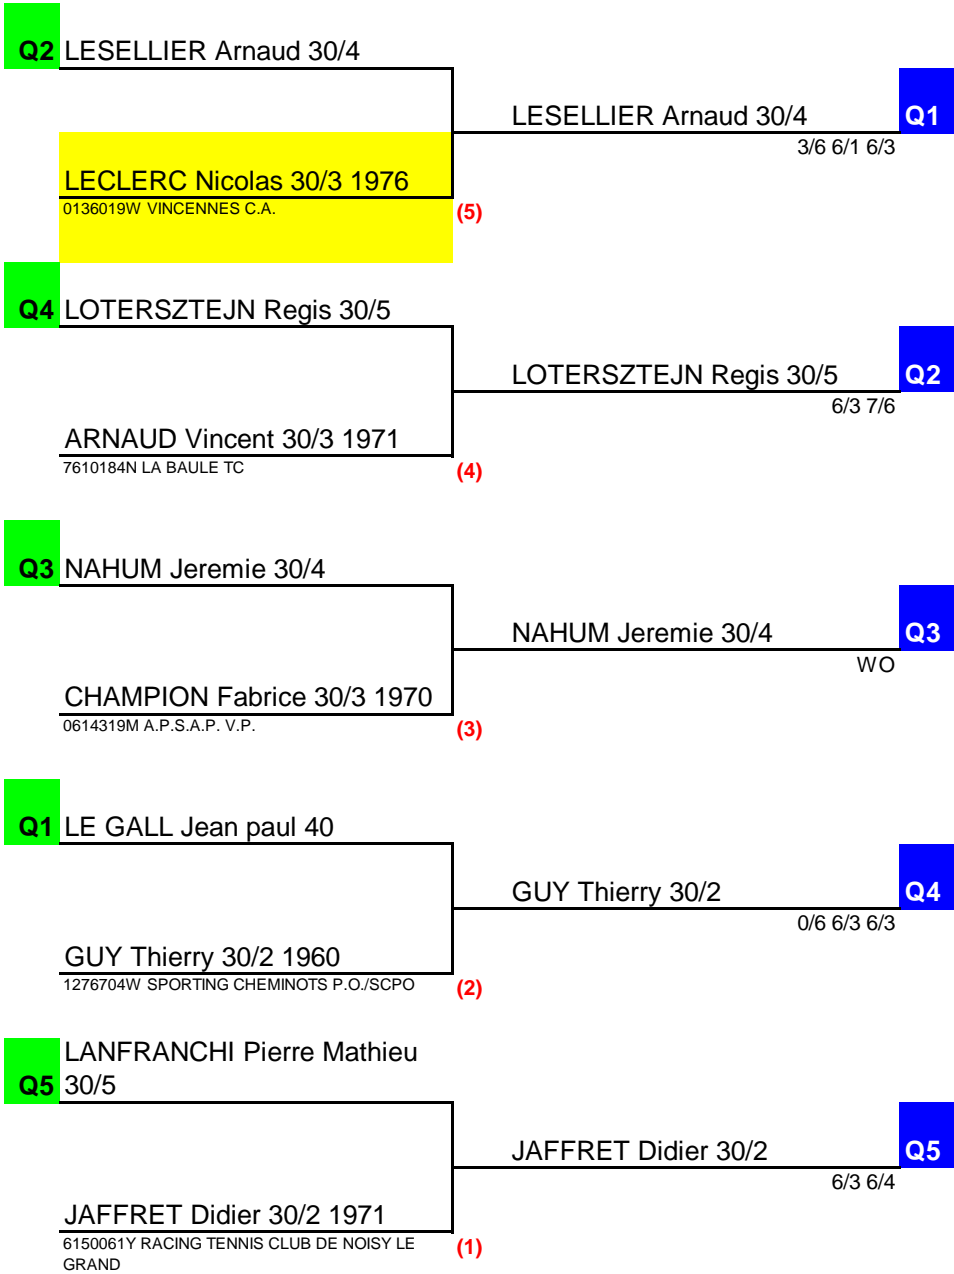 Q2 LESELLIER Arnaud 30/4
LESELLIER Arnaud 30/4 Q1
3/6 6/1 6/3
LECLERC Nicolas 30/3 1976
0136019W VINCENNES C.A. (5)
Q4 LOTERSZTEJN Regis 30/5
LOTERSZTEJN Regis 30/5 Q2
6/3 7/6
ARNAUD Vincent 30/3 1971
7610184N LA BAULE TC (4)
Q3 NAHUM Jeremie 30/4
NAHUM Jeremie 30/4 Q3
WO
CHAMPION Fabrice 30/3 1970
0614319M A.P.S.A.P. V.P. (3)
Q1 LE GALL Jean paul 40
GUY Thierry 30/2 Q4
0/6 6/3 6/3
GUY Thierry 30/2 1960
1276704W SPORTING CHEMINOTS P.O./SCPO (2)
LANFRANCHI Pierre Mathieu
Q5 30/5
JAFFRET Didier 30/2 Q5
6/3 6/4
JAFFRET Didier 30/2 1971
6150061Y RACING TENNIS CLUB DE NOISY LE (1)
GRAND